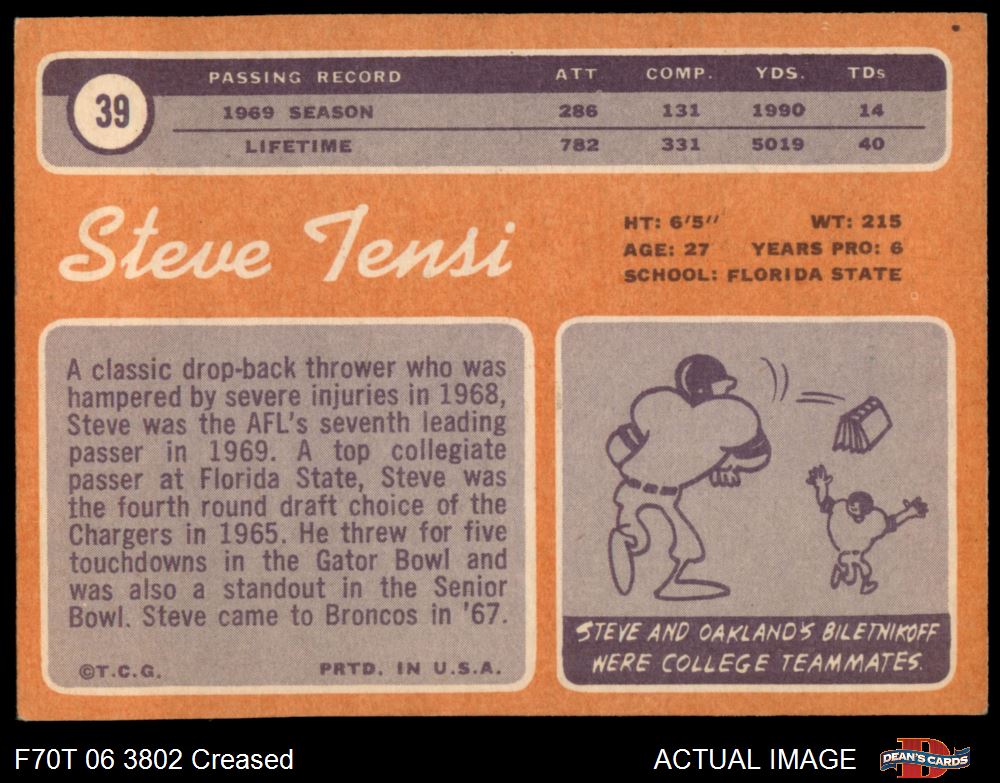 39
PASSING RECORD ATT. COMP. YDS. TDs
1969 SEASON 286 131 1990 14
LIFETIME 782 331 5019 40
Steve Tensi
HT: 6'5" WT: 215
AGE: 27 YEARS PRO: 6
SCHOOL: FLORIDA STATE
A classic drop-back thrower who was
hampered by severe injuries in 1968,
Steve was the AFL's seventh leading
passer in 1969. A top collegiate
passer at Florida State, Steve was
the fourth round draft choice of the
Chargers in 1965. He threw for five
touchdowns in the Gator Bowl and
was also a standout in the Senior
Bowl. Steve came to Broncos in '67.
©T.C.G. PRTD. IN U.S.A.
STEVE AND OAKLAND'S BILETNIKOFF
WERE COLLEGE TEAMMATES.
F70T 06 3802 Creased
ACTUAL IMAGE
D
DEAN'S CARDS